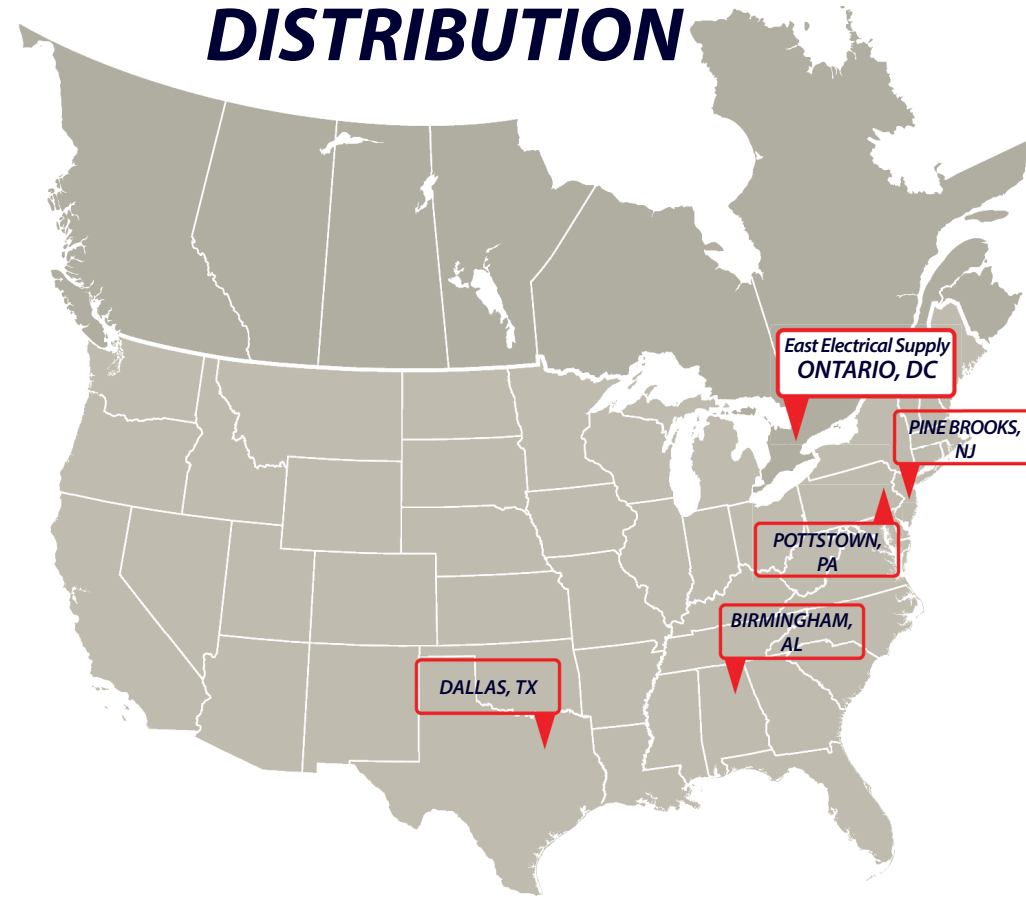 DISTRIBUTION
East Electrical Supply
ONTARIO, DC
PINE BROOKS,
NJ
POTTSTOWN,
PA
BIRMINGHAM,
AL
DALLAS, TX